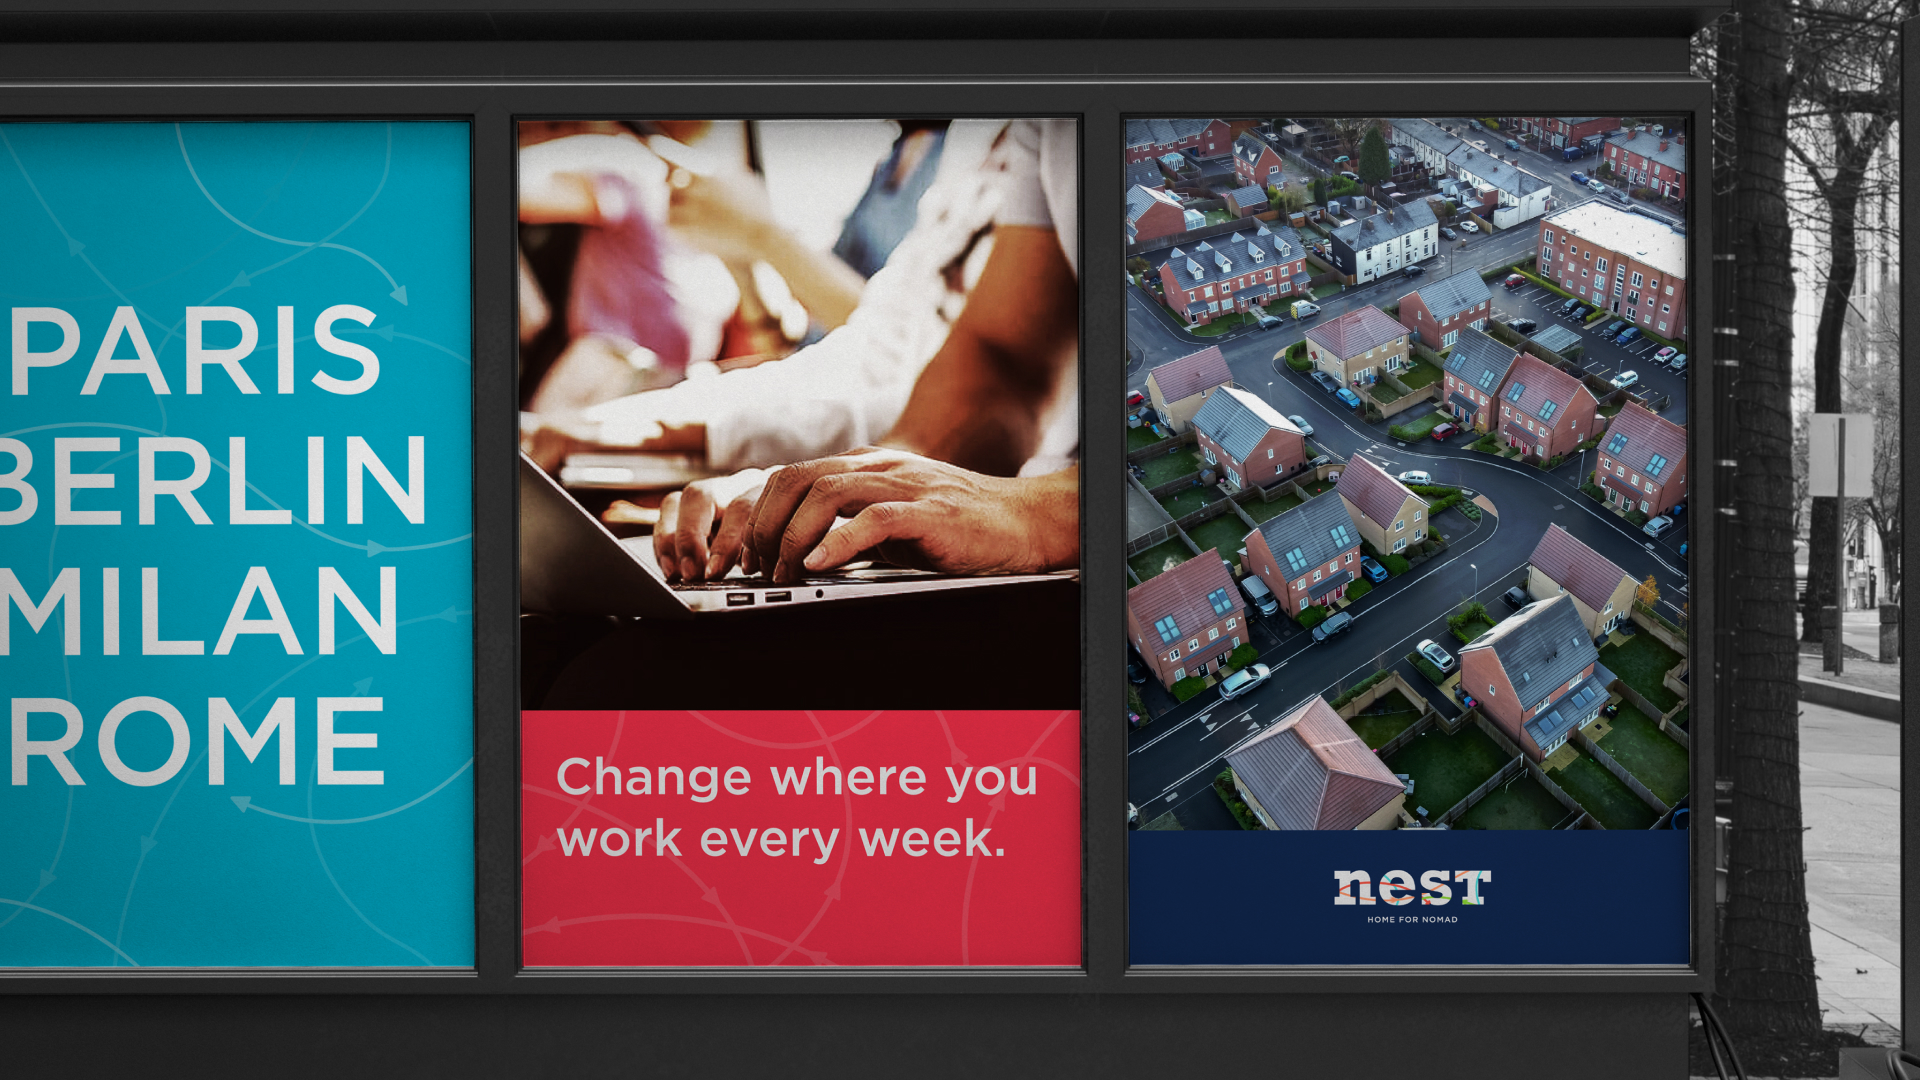 PARIS
BERLIN
MILAN
ROME
Change where you
work every week.
nest
HOME FOR NOMAD